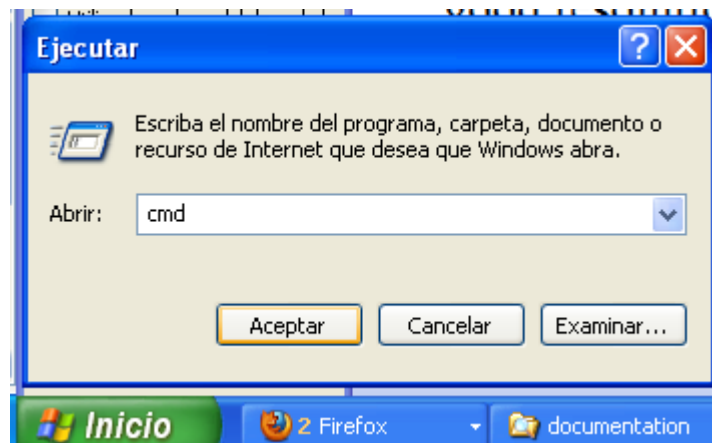 Ejecutar
Escriba el nombre del programa, carpeta, documento o
recurso de Internet que desea que Windows abra.
Abrir:
cmd
Aceptar
Cancelar
Examinar...
Inicio
2 Firefox
documentation